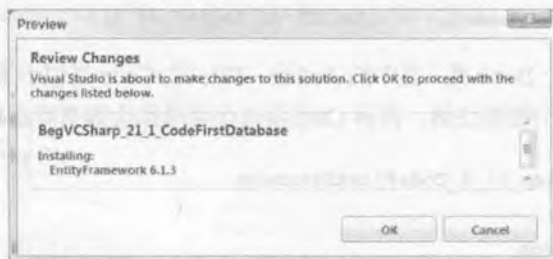 Preview
Review Changes
Visual Studio is about to make changes to this solution. Click OK to proceed with the
changes listed below.
BegVCSharp_21_1_CodeFirstDatabase
Installing:
EntityFramework 6.1.3
OK
Cancel